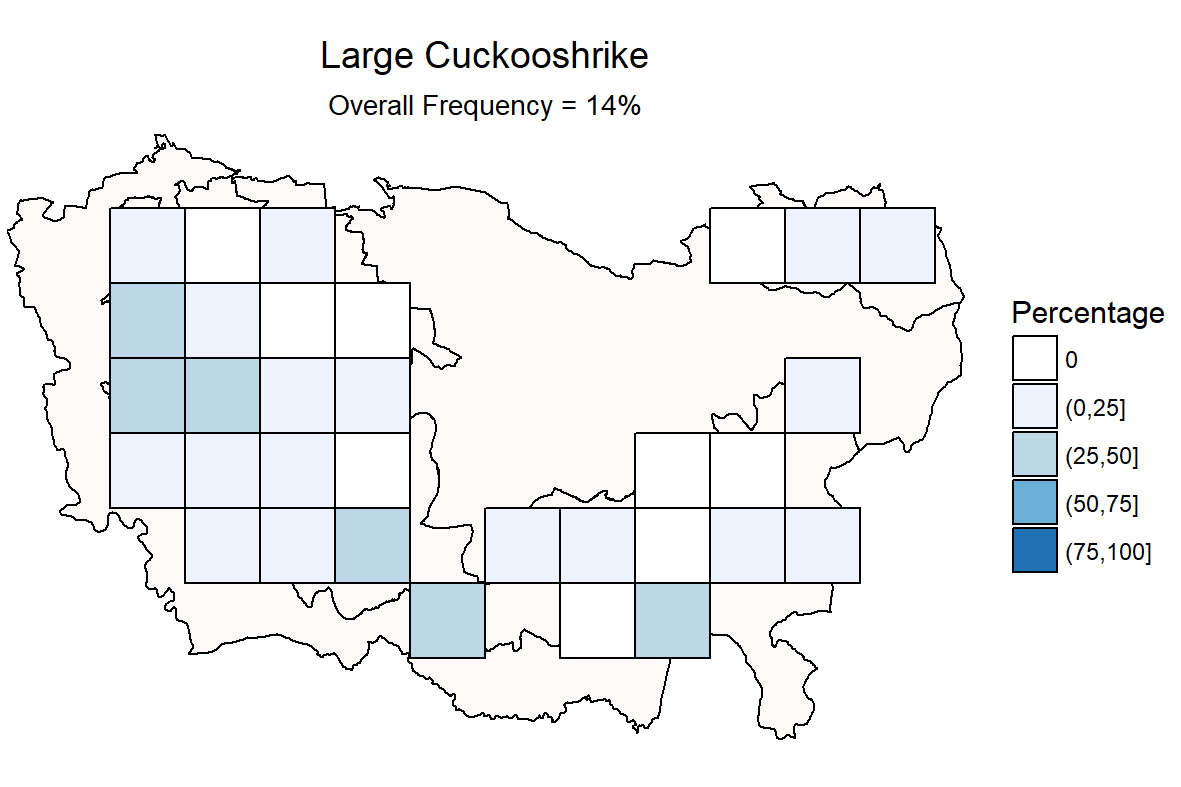 Large Cuckooshrike
Overall Frequency = 14%
Percentage
0
(0,25]
(25,50]
(50,75]
(75,100]